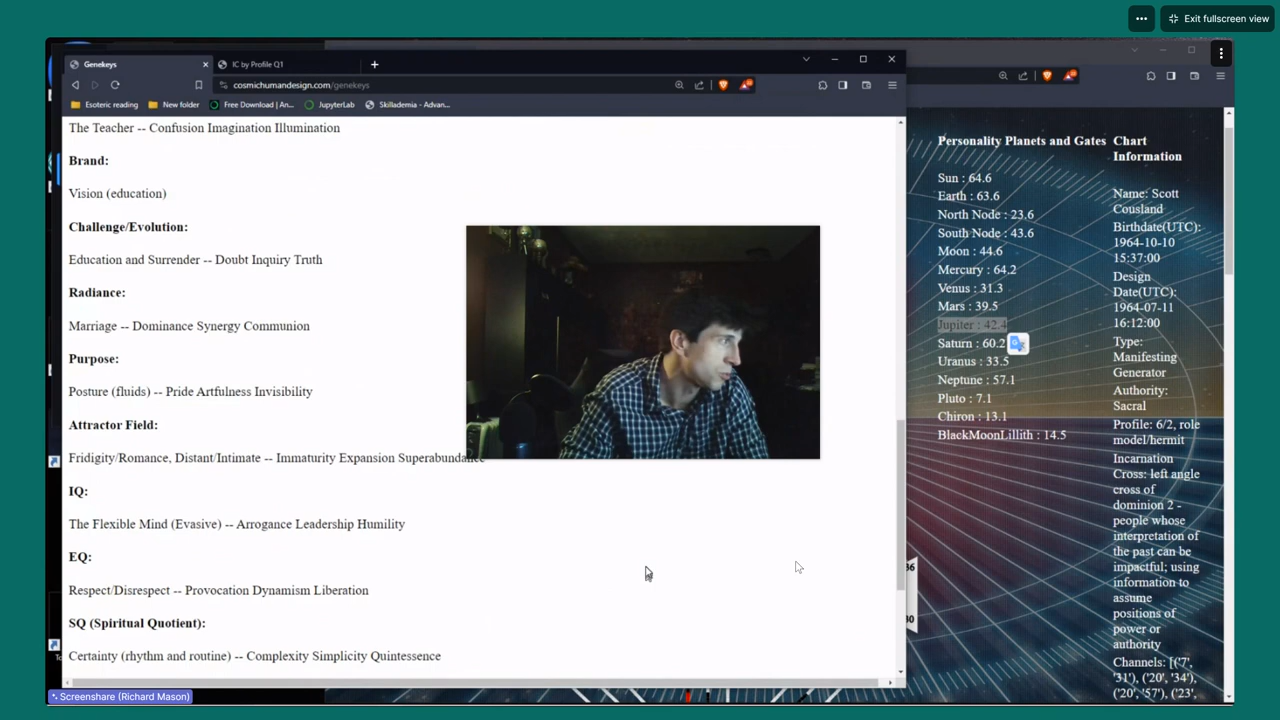 Exit fullscreen view
Genekeys
IC by Profile Q1
cosmichumandesign.com/genekeys
Esoteric reading
New folder
Free Download | An...
JupyterLab
Skillademia - Advan...
The Teacher -- Confusion Imagination Illumination
Brand:
Vision (education)
Challenge/Evolution:
Education and Surrender -- Doubt Inquiry Truth
Radiance:
Marriage -- Dominance Synergy Communion
Purpose:
Posture (fluids) -- Pride Artfulness Invisibility
Attractor Field:
Fridigity/Romance, Distant/Intimate -- Immaturity Expansion Superabundance
IQ:
The Flexible Mind (Evasive) -- Arrogance Leadership Humility
EQ:
Respect/Disrespect -- Provocation Dynamism Liberation
SQ (Spiritual Quotient):
Certainty (rhythm and routine) -- Complexity Simplicity Quintessence
Personality Planets and Gates
Sun : 64.6
Earth : 63.6
North Node : 23.6
South Node : 43.6
Moon : 44.6
Mercury : 64.2
Venus : 31.3
Mars : 39.5
Jupiter : 42.4
Saturn : 60.2
Uranus : 33.5
Neptune : 57.1
Pluto : 7.1
Chiron : 13.1
BlackMoonLillith : 14.5
Chart
Information
Name: Scott
Cousland
Birthdate(UTC):
1964-10-10
15:37:00
Design
Date(UTC):
1964-07-11
16:12:00
Type:
Manifesting
Generator
Authority:
Sacral
Profile: 6/2, role
model/hermit
Incarnation
Cross: left angle
cross of
dominion 2 -
people whose
interpretation of
the past can be
impactful; using
information to
assume
positions of
power or
authority
Channels: [('7',
'31'), ('20', '34'),
('20', '57'), ('23',
36
30
Screenshare (Richard Mason)